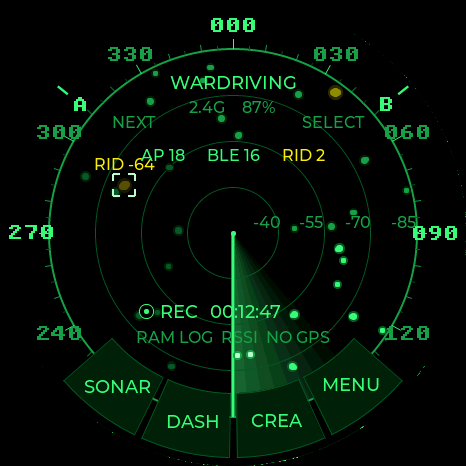 000
330 030
WARDRIVING
A 2.4G 87% B
NEXT SELECT
300 060
AP 18 BLE 16 RID 2
RID -64
-40 -55 -70 -85
270 090
REC 00:12:47
240 RAM LOG RSSI NO GPS 120
SONAR MENU
DASH CREA